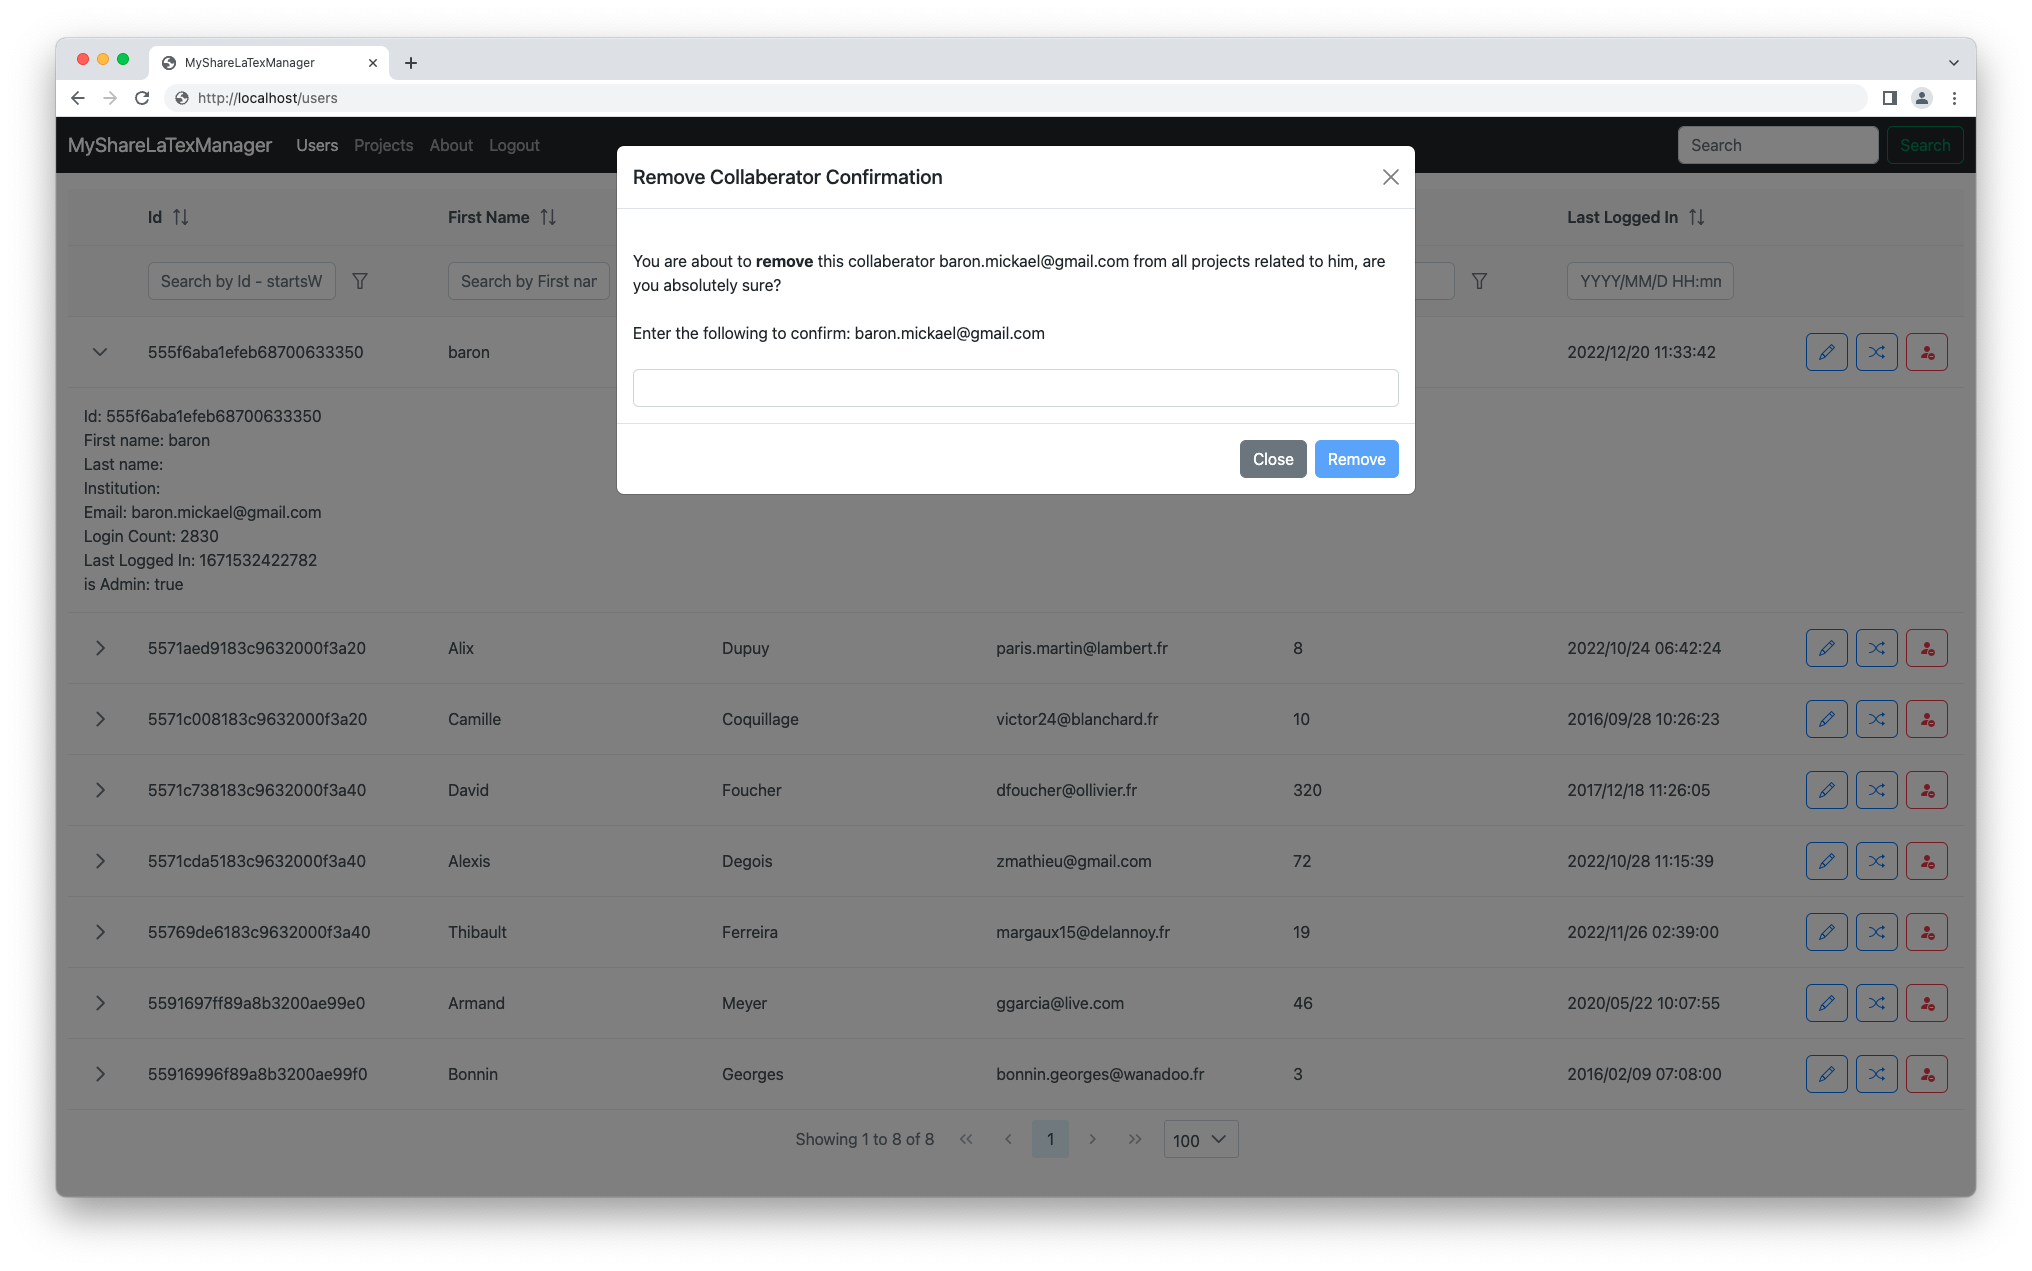 MyShareLaTexManager
http://localhost/users
MyShareLaTexManager Users Projects About Logout Search Search
Remove Collaberator Confirmation
Id First Name Last Logged In
Search by Id - startsW Search by First nar YYYY/MM/D HH:mn
You are about to remove this collaberator baron.mickael@gmail.com from all projects related to him, are
you absolutely sure?
Enter the following to confirm: baron.mickael@gmail.com
Close Remove
555f6aba1efeb68700633350 baron 2022/12/20 11:33:42
Id: 555f6aba1efeb68700633350
First name: baron
Last name:
Institution:
Email: baron.mickael@gmail.com
Login Count: 2830
Last Logged In: 1671532422782
is Admin: true
5571aed9183c9632000f3a20 Alix Dupuy paris.martin@lambert.fr 8 2022/10/24 06:42:24
5571c008183c9632000f3a20 Camille Coquillage victor24@blanchard.fr 10 2016/09/28 10:26:23
5571c738183c9632000f3a40 David Foucher dfoucher@ollivier.fr 320 2017/12/18 11:26:05
5571cda5183c9632000f3a40 Alexis Degois zmathieu@gmail.com 72 2022/10/28 11:15:39
55769de6183c9632000f3a40 Thibault Ferreira margaux15@delannoy.fr 19 2022/11/26 02:39:00
5591697ff89a8b3200ae99e0 Armand Meyer ggarcia@live.com 46 2020/05/22 10:07:55
55916996f89a8b3200ae99f0 Bonnin Georges bonnin.georges@wanadoo.fr 3 2016/02/09 07:08:00
Showing 1 to 8 of 8 « ‹ 1 › » 100